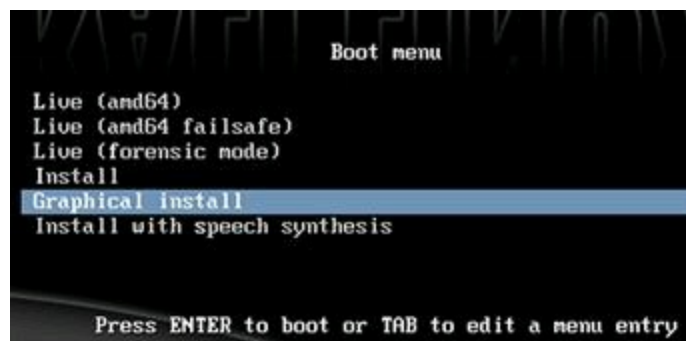 Boot menu
Live (amd64)
Live (amd64 failsafe)
Live (forensic mode)
Install
Graphical install
Install with speech synthesis
Press ENTER to boot or TAB to edit a menu entry